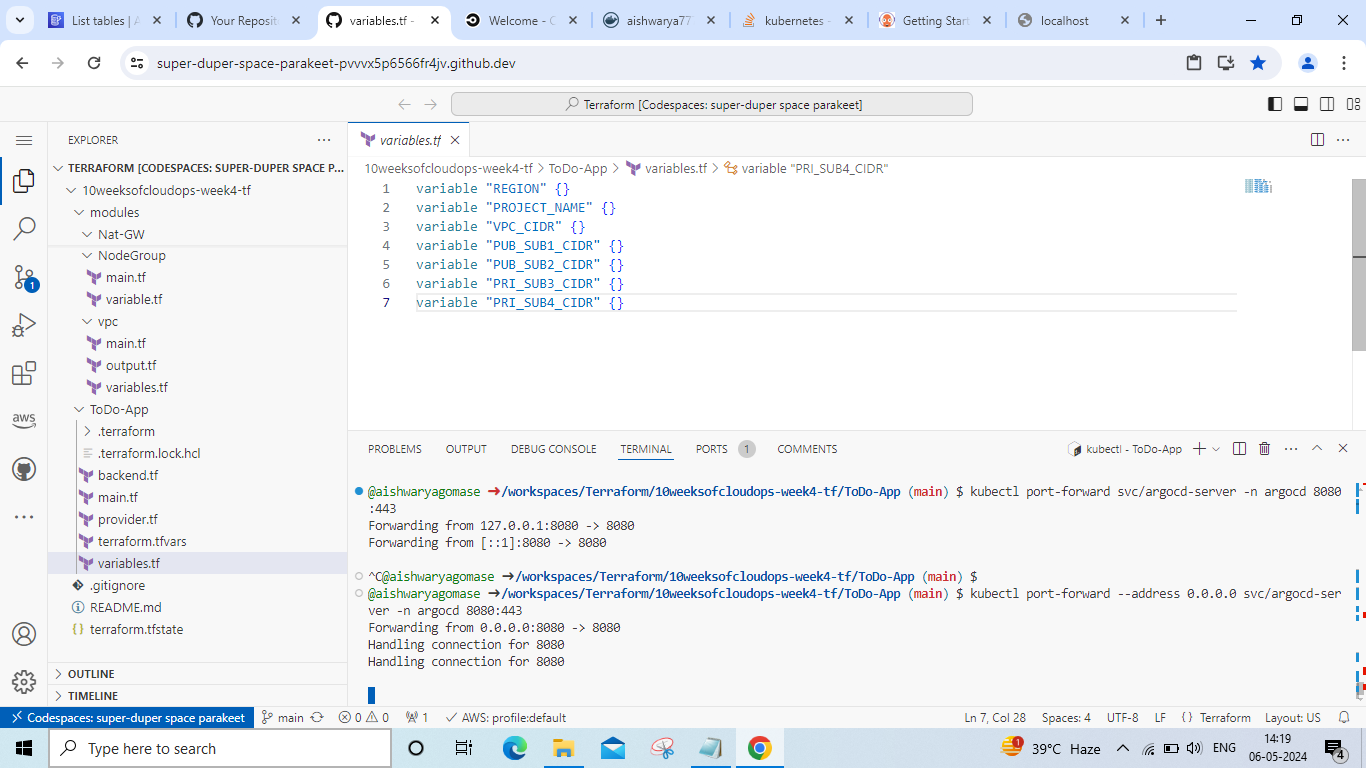 List tables | A
Your Reposit
variables.tf -
Welcome - C
aishwarya77
kubernetes -
Getting Start
localhost
super-duper-space-parakeet-pvvvx5p6566fr4jv.github.dev
Terraform [Codespaces: super-duper space parakeet]
EXPLORER
TERRAFORM [CODESPACES: SUPER-DUPER SPACE P...
10weeksofcloudops-week4-tf
modules
Nat-GW
NodeGroup
main.tf
variable.tf
vpc
main.tf
output.tf
variables.tf
ToDo-App
.terraform
.terraform.lock.hcl
backend.tf
main.tf
provider.tf
terraform.tfvars
variables.tf
.gitignore
README.md
terraform.tfstate
OUTLINE
TIMELINE
1
aws
variables.tf
10weeksofcloudops-week4-tf > ToDo-App > variables.tf > variable "PRI_SUB4_CIDR"
1 variable "REGION" {}
2 variable "PROJECT_NAME" {}
3 variable "VPC_CIDR" {}
4 variable "PUB_SUB1_CIDR" {}
5 variable "PUB_SUB2_CIDR" {}
6 variable "PRI_SUB3_CIDR" {}
7 variable "PRI_SUB4_CIDR" {}
PROBLEMS OUTPUT DEBUG CONSOLE TERMINAL PORTS 1 COMMENTS
kubectl - ToDo-App
@aishwaryagomase ➜/workspaces/Terraform/10weeksofcloudops-week4-tf/ToDo-App (main) $ kubectl port-forward svc/argocd-server -n argocd 8080
:443
Forwarding from 127.0.0.1:8080 -> 8080
Forwarding from [::1]:8080 -> 8080
^C@aishwaryagomase ➜/workspaces/Terraform/10weeksofcloudops-week4-tf/ToDo-App (main) $
@aishwaryagomase ➜/workspaces/Terraform/10weeksofcloudops-week4-tf/ToDo-App (main) $ kubectl port-forward --address 0.0.0.0 svc/argocd-ser
ver -n argocd 8080:443
Forwarding from 0.0.0.0:8080 -> 8080
Handling connection for 8080
Handling connection for 8080
Codespaces: super-duper space parakeet main 0 0 1 AWS: profile:default Ln 7, Col 28 Spaces: 4 UTF-8 LF {} Terraform Layout: US
Type here to search
1
39°C Haze
ENG
14:19
06-05-2024
4